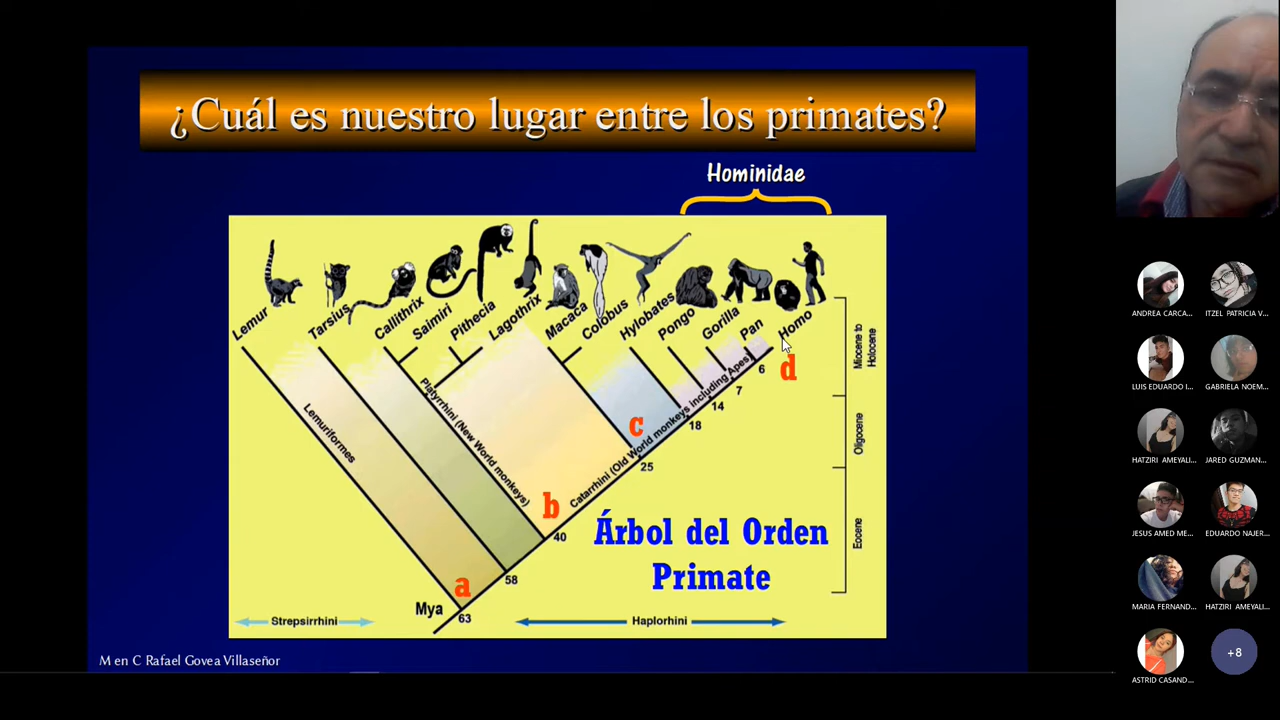 ¿Cuál es nuestro lugar entre los primates?
Hominidae
Lemur
Tarsius
Callithrix
Saimiri
Pithecia
Lagothrix
Macaca
Colobus
Hylobates
Pongo
Gorilla
Pan
Homo
Lemuriformes
Platyrrhini (New World monkeys)
Catarrhini (Old World monkeys including Apes)
a
b
c
d
Mya
63
58
40
25
18
14
7
6
Miocene to
Holocene
Oligocene
Eocene
Árbol del Orden
Primate
Strepsirrhini
Haplorhini
M en C Rafael Govea Villaseñor
ANDREA CARCA...
ITZEL PATRICIA V...
LUIS EDUARDO I...
GABRIELA NOEM...
HATZIRI AMEYALI...
JARED GUZMAN...
JESUS AMED ME...
EDUARDO NAJER...
MARIA FERNAND...
HATZIRI AMEYALI...
ASTRID CASAND...
+8